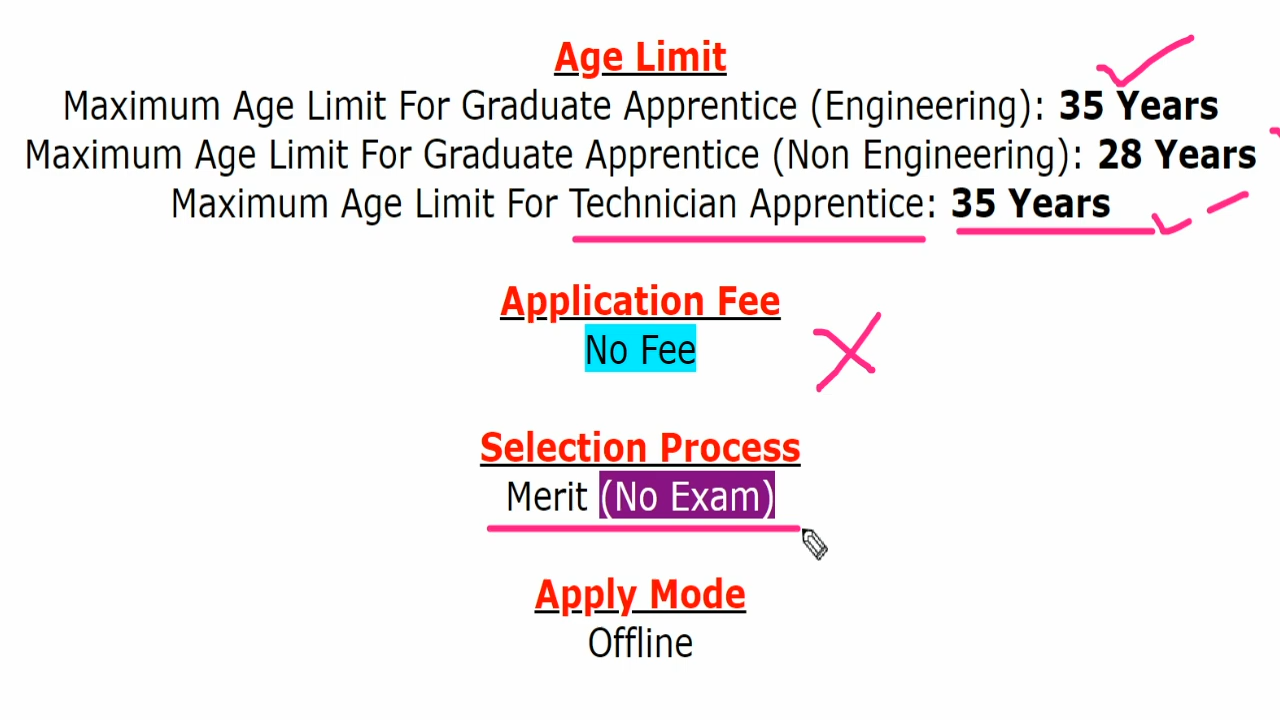 Age Limit
Maximum Age Limit For Graduate Apprentice (Engineering): 35 Years
Maximum Age Limit For Graduate Apprentice (Non Engineering): 28 Years
Maximum Age Limit For Technician Apprentice: 35 Years
Application Fee
No Fee
Selection Process
Merit (No Exam)
Apply Mode
Offline